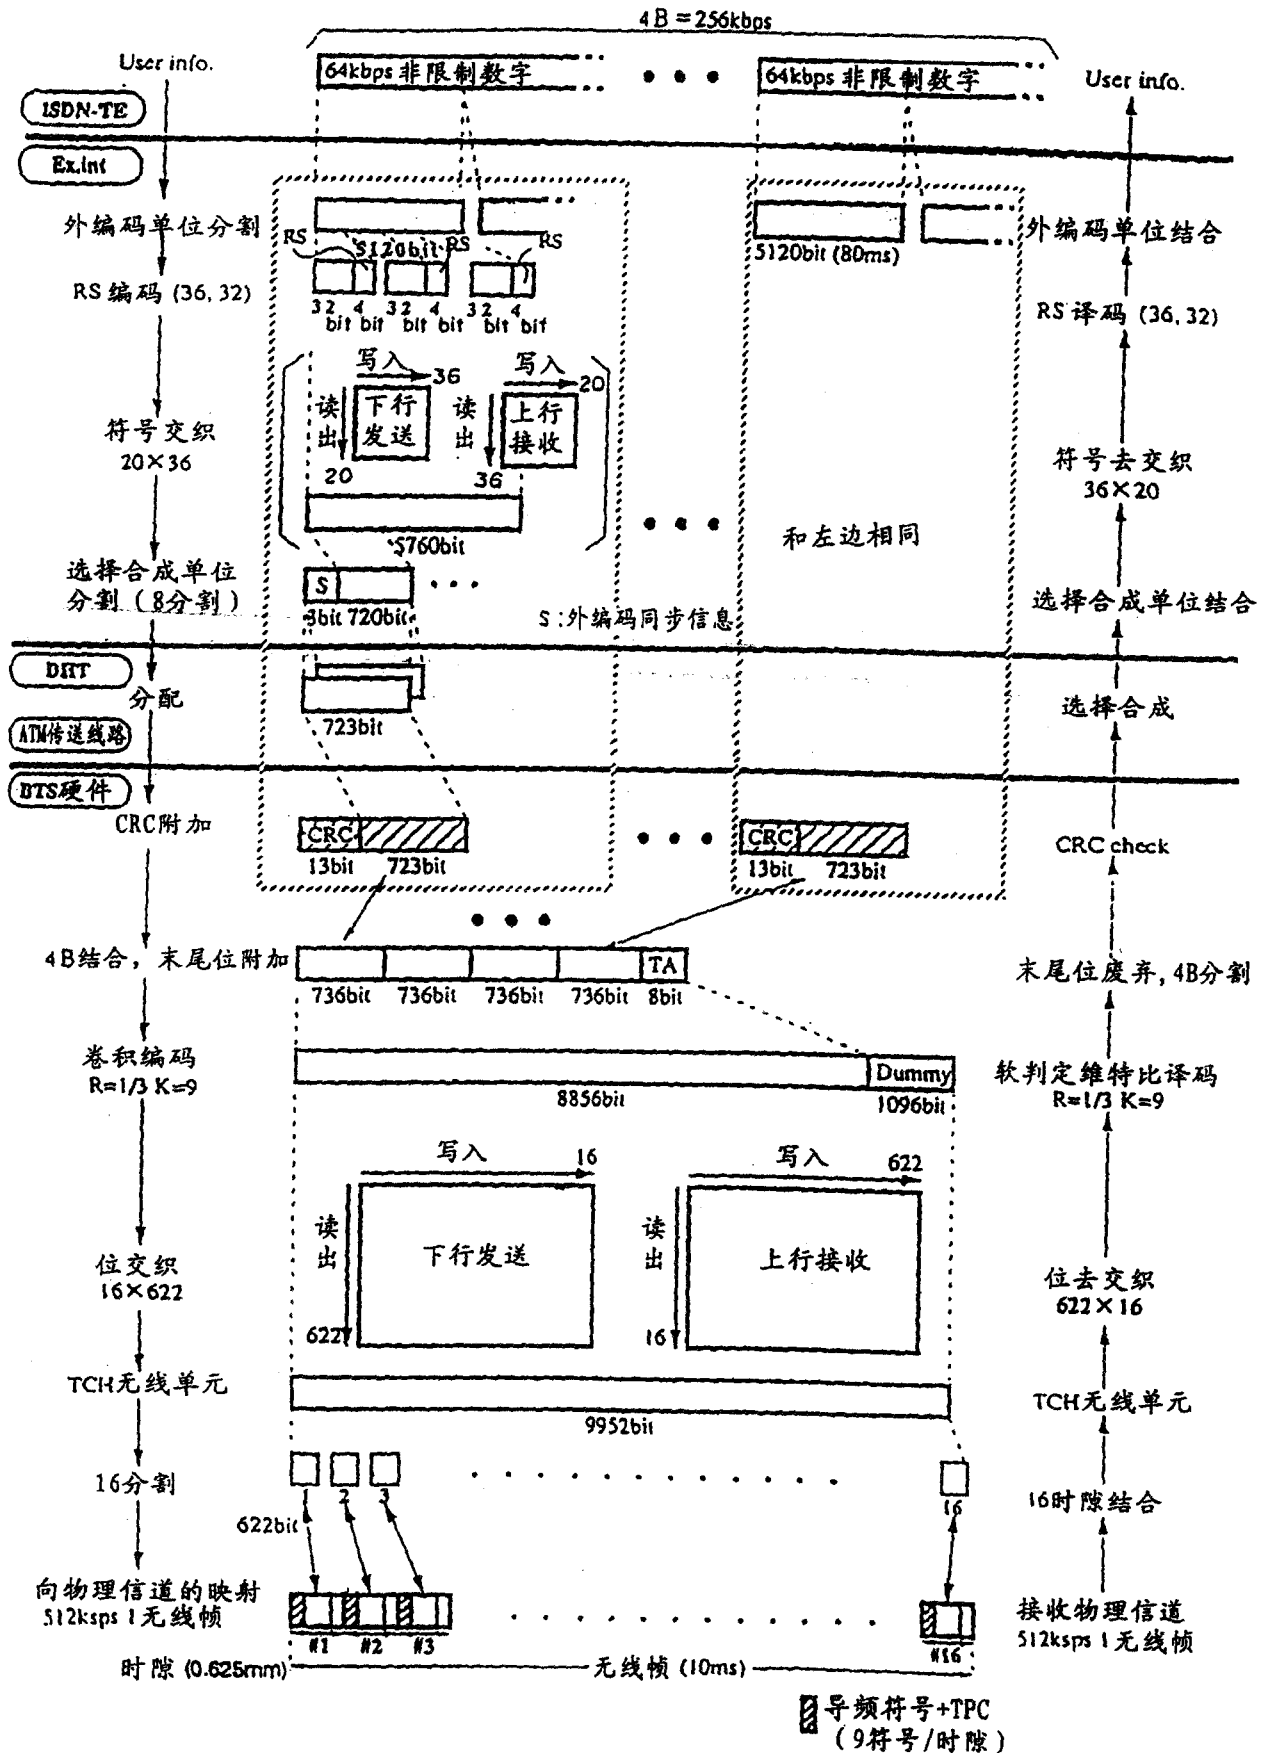 4B=256kbps
User info.
64kbps 非限制数字
64kbps 非限制数字
User info.
ISDN-TE
Ex.int
外编码单位分割
RS
5120bit
RS
RS
5120bit (80ms)
外编码单位结合
RS 编码 (36, 32)
32 4 32 4 32 4
bit bit bit bit bit bit
RS 译码 (36, 32)
写入
36
写入
20
读出
下行
发送
读出
上行
接收
20
36
符号交织
20×36
符号去交织
36×20
5760bit
和左边相同
选择合成单位
分割 (8分割)
S
3bit 720bit
S:外编码同步信息
选择合成单位结合
DHT
分配
723bit
选择合成
ATM传送线路
BTS硬件
CRC附加
CRC
13bit 723bit
CRC
13bit 723bit
CRC check
4B结合, 末尾位附加
TA
736bit 736bit 736bit 736bit 8bit
末尾位废弃, 4B分割
卷积编码
R=1/3 K=9
Dummy
8856bit
1096bit
软判定维特比译码
R=1/3 K=9
写入
16
写入
622
读出
下行发送
读出
上行接收
622
16
位交织
16×622
位去交织
622×16
TCH无线单元
9952bit
TCH无线单元
16分割
1 2 3
16
622bit
16时隙结合
向物理信道的映射
512ksps 1无线帧
#1 #2 #3
#16
接收物理信道
512ksps 1无线帧
时隙 (0.625mm)
无线帧 (10ms)
导频符号+TPC
(9符号/时隙)